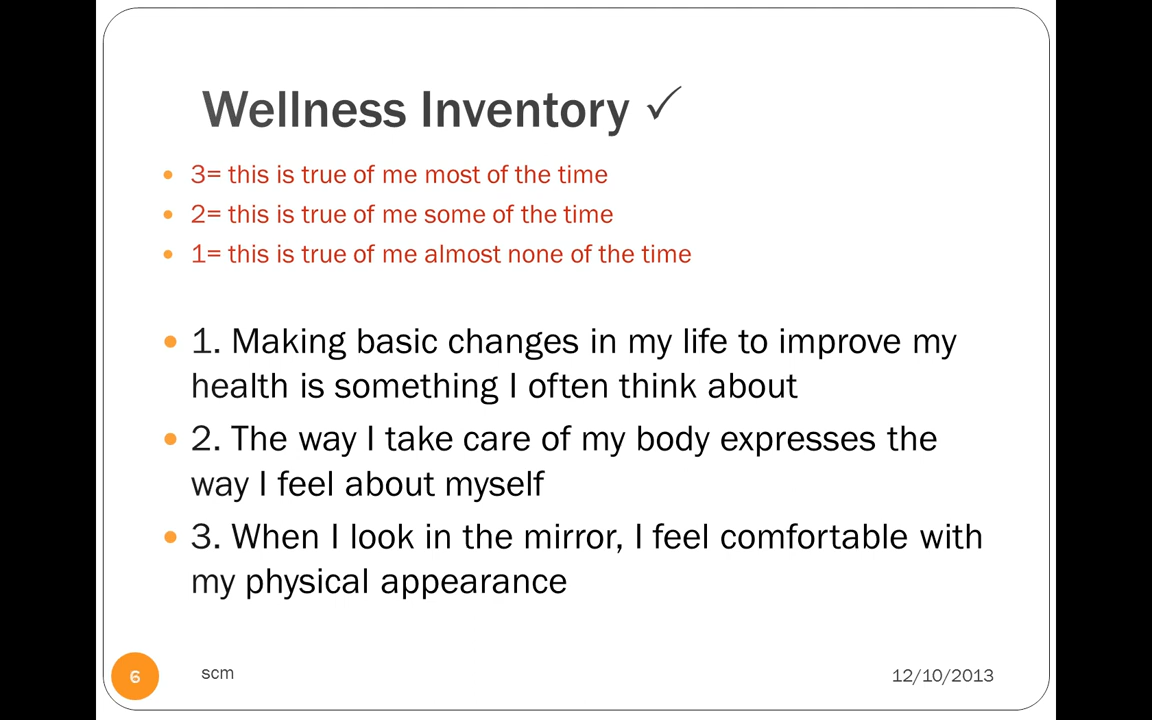 Wellness Inventory ✓
• 3= this is true of me most of the time
• 2= this is true of me some of the time
• 1= this is true of me almost none of the time
• 1. Making basic changes in my life to improve my
health is something I often think about
• 2. The way I take care of my body expresses the
way I feel about myself
• 3. When I look in the mirror, I feel comfortable with
my physical appearance
6
scm
12/10/2013